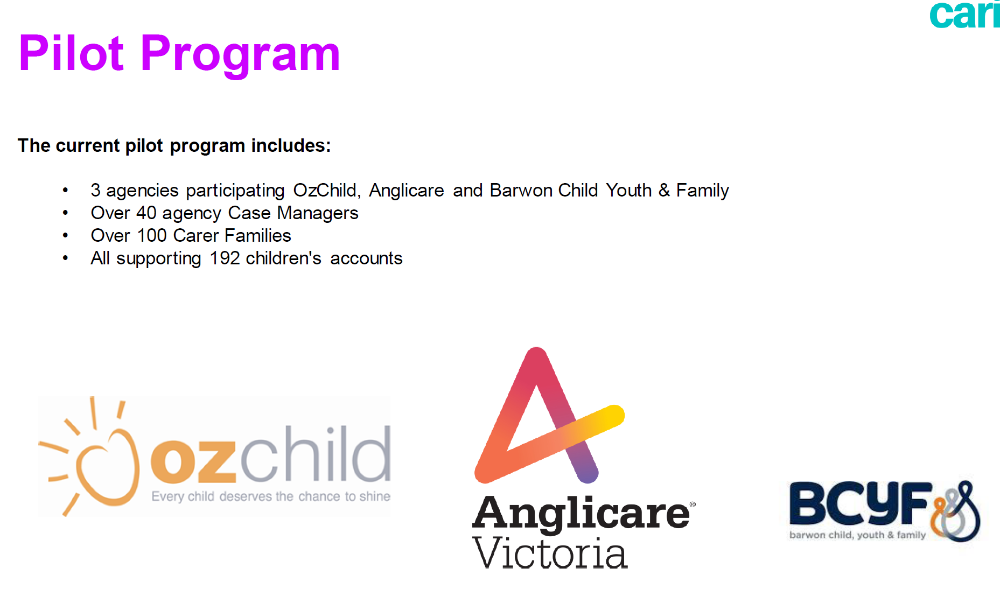 cari
Pilot Program
The current pilot program includes:
• 3 agencies participating OzChild, Anglicare and Barwon Child Youth & Family
• Over 40 agency Case Managers
• Over 100 Carer Families
• All supporting 192 children's accounts
ozchild
Every child deserves the chance to shine
Anglicare®
Victoria
BCYF
barwon child, youth & family